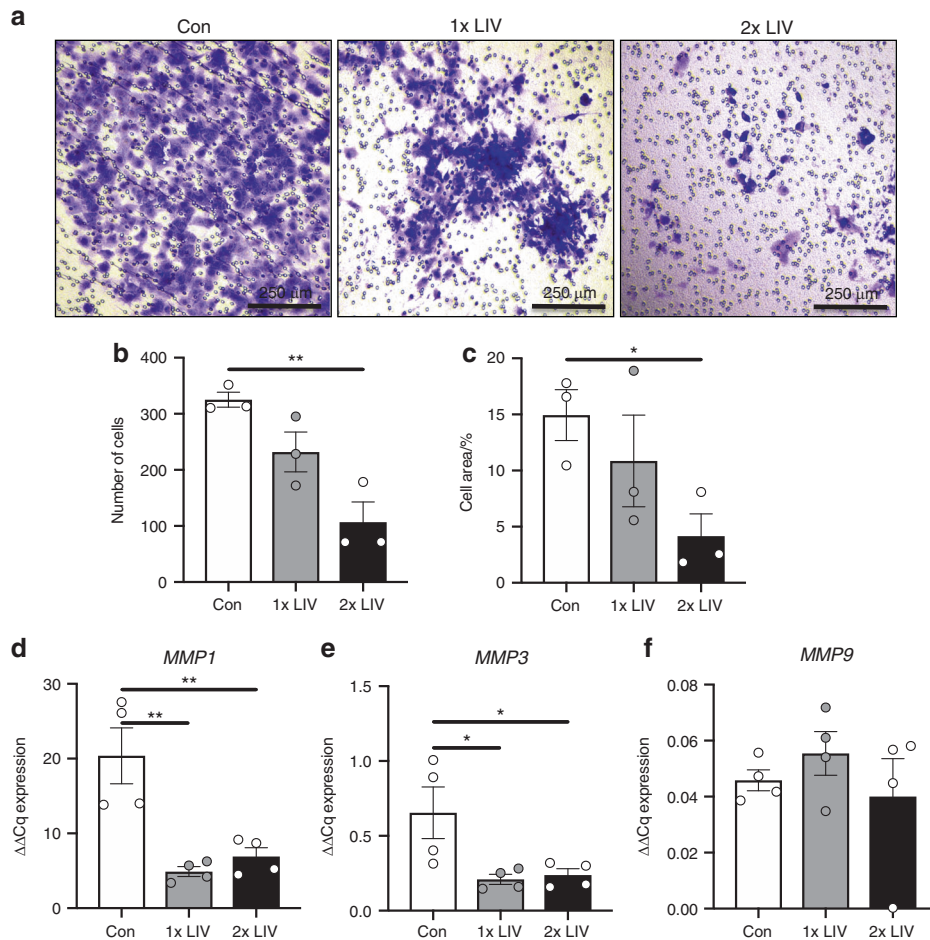 a
Con
1x LIV
2x LIV
250 µm
250 µm
250 µm
b
400
300
200
100
0
Number of cells
**
Con
1x LIV
2x LIV
c
20
15
10
5
0
Cell area/%
*
Con
1x LIV
2x LIV
d
MMP1
30
20
10
0
ΔΔCq expression
**
**
Con
1x LIV
2x LIV
e
MMP3
1.5
1.0
0.5
0.0
ΔΔCq expression
*
*
Con
1x LIV
2x LIV
f
MMP9
0.08
0.06
0.04
0.02
0.00
ΔΔCq expression
Con
1x LIV
2x LIV